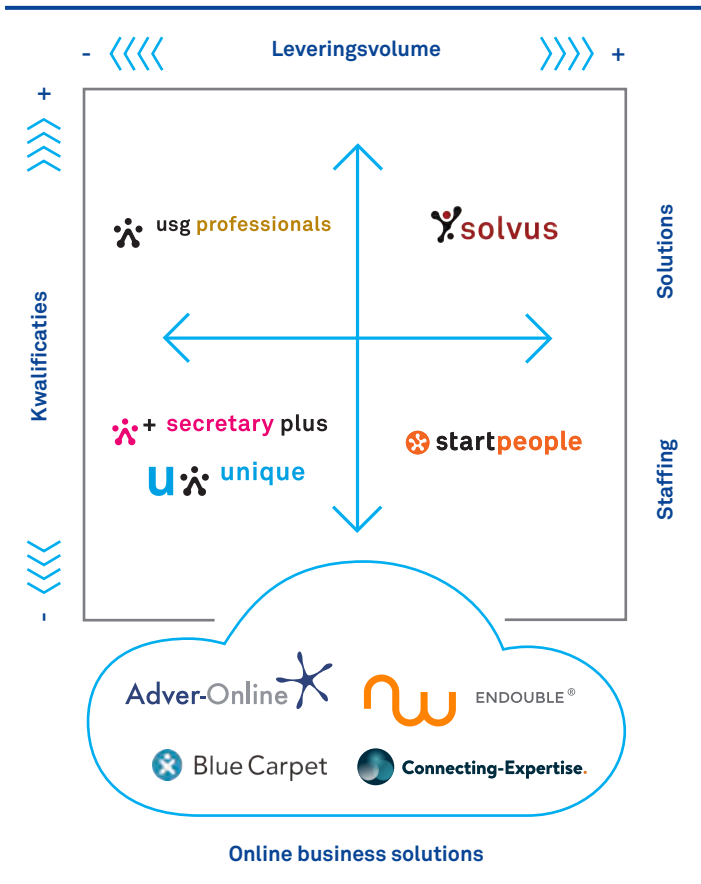 - Leveringsvolume +
+
usg professionals
solvus
Solutions
Kwalificaties
+ secretary plus
startpeople
u unique
Staffing
-
Adver-Online
ENDOUBLE®
Blue Carpet
Connecting-Expertise.
Online business solutions